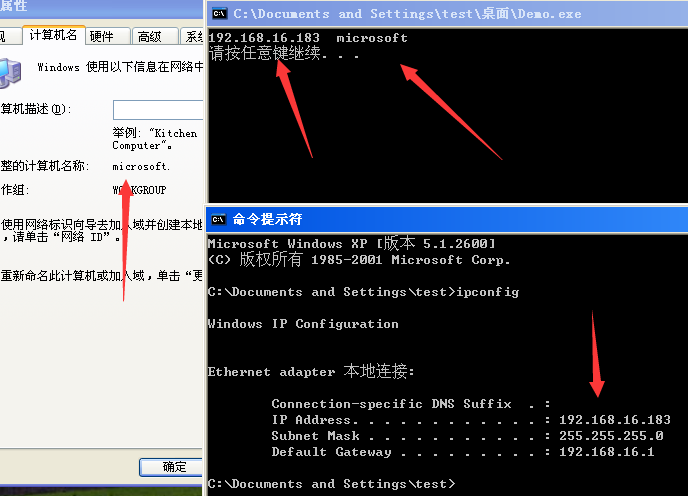 属性
计算机名
硬件
高级
Windows 使用以下信息在网络中
算机描述(D):
举例: "Kitchen
Computer"。
整的计算机名称:
microsoft.
作组:
WORKGROUP
使用网络标识向导去加入域并创建本地
，请单击“网络 ID”。
重新命名此计算机或加入域，单击“更
确定
C:\Documents and Settings\test\桌面\Demo.exe
192.168.16.183 microsoft
请按任意键继续. . .
命令提示符
Microsoft Windows XP [版本 5.1.2600]
(C) 版权所有 1985-2001 Microsoft Corp.
C:\Documents and Settings\test>ipconfig
Windows IP Configuration
Ethernet adapter 本地连接:
Connection-specific DNS Suffix . :
IP Address. . . . . . . . . . . . : 192.168.16.183
Subnet Mask . . . . . . . . . . . : 255.255.255.0
Default Gateway . . . . . . . . . : 192.168.16.1
C:\Documents and Settings\test>